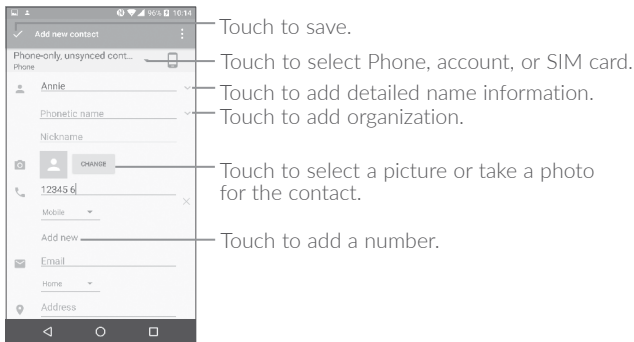 96% 10:14
Add new contact
Touch to save.
Phone-only, unsynced cont...
Phone
Touch to select Phone, account, or SIM card.
Annie
Touch to add detailed name information.
Phonetic name
Touch to add organization.
Nickname
CHANGE
Touch to select a picture or take a photo
for the contact.
12345 6
Mobile
Add new
Touch to add a number.
Email
Home
Address